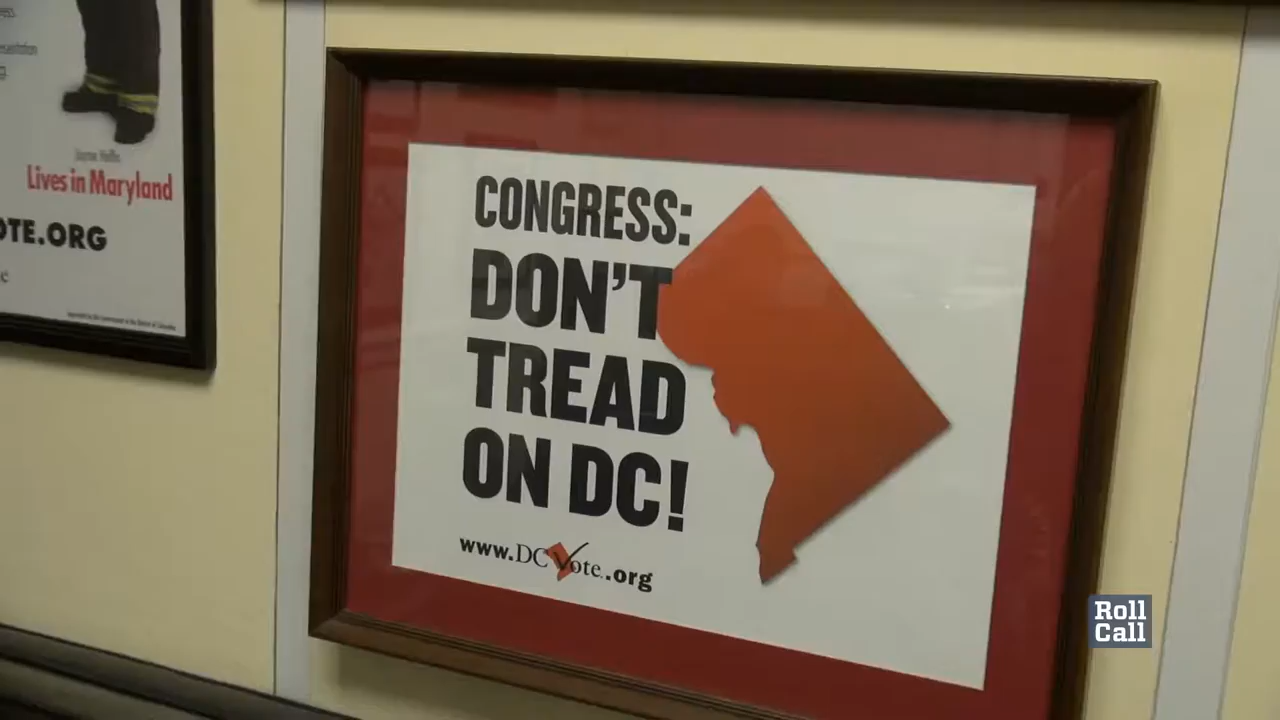 Lives in Maryland
OTE.ORG
CONGRESS:
DON'T
TREAD
ON DC!
www.DCVote.org
Roll
Call